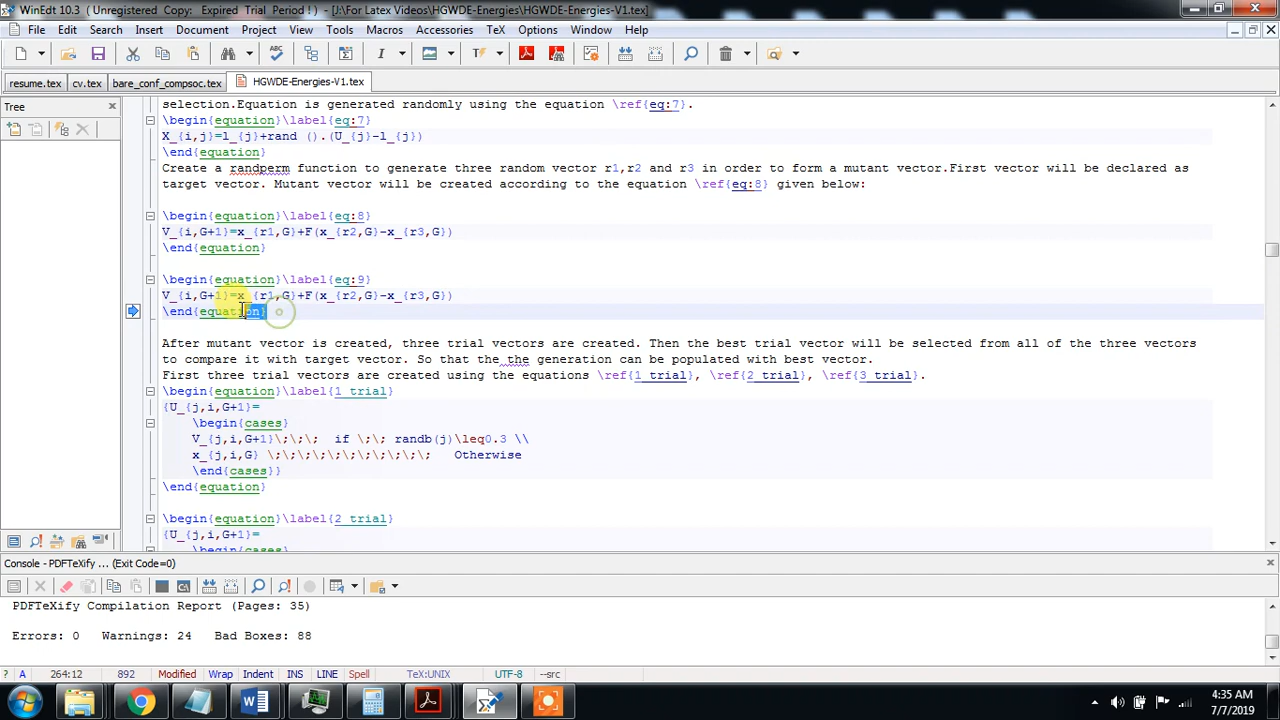 WinEdt 10.3 ( Unregistered Copy: Expired Trial Period ! ) - [J:\For Latex Videos\HGWDE-Energies\HGWDE-Energies-V1.tex]
File Edit Search Insert Document Project View Tools Macros Accessories TeX Options Window Help
resume.tex cv.tex bare_conf_compsoc.tex HGWDE-Energies-V1.tex
Tree
selection.Equation is generated randomly using the equation \ref{eq:7}.
\begin{equation}\label{eq:7}
X_{i,j}=l_{j}+rand ().(U_{j}-l_{j})
\end{equation}
Create a randperm function to generate three random vector r1,r2 and r3 in order to form a mutant vector.First vector will be declared as
target vector. Mutant vector will be created according to the equation \ref{eq:8} given below:
\begin{equation}\label{eq:8}
V_{i,G+1}=x_{r1,G}+F(x_{r2,G}-x_{r3,G})
\end{equation}
\begin{equation}\label{eq:9}
V_{i,G+1}=x_{r1,G}+F(x_{r2,G}-x_{r3,G})
\end{equation}
After mutant vector is created, three trial vectors are created. Then the best trial vector will be selected from all of the three vectors
to compare it with target vector. So that the the generation can be populated with best vector.
First three trial vectors are created using the equations \ref{1_trial}, \ref{2_trial}, \ref{3_trial}.
\begin{equation}\label{1_trial}
{U_{j,i,G+1}=
\begin{cases}
V_{j,i,G+1}\;\;\; if \;\; randb(j)\leq0.3 \\
x_{j,i,G} \;\;\;\;\;\;\;\;\;\; Otherwise
\end{cases}}
\end{equation}
\begin{equation}\label{2_trial}
{U_{j,i,G+1}=
\begin{cases}
Console - PDFTeXify ... (Exit Code=0)
PDFTeXify Compilation Report (Pages: 35)
Errors: 0 Warnings: 24 Bad Boxes: 88
? A 264:12 892 Modified Wrap Indent INS LINE Spell TeX:UNIX UTF-8 --src
4:35 AM
7/7/2019